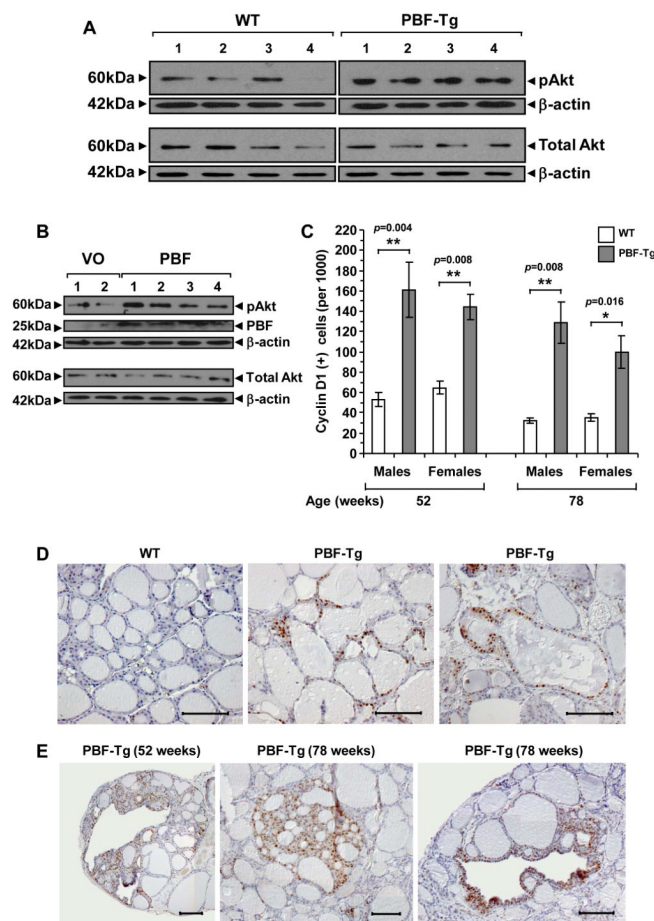 A
WT PBF-Tg
1 2 3 4 1 2 3 4
60kDa pAkt
42kDa β-actin
60kDa Total Akt
42kDa β-actin
B
VO PBF
1 2 1 2 3 4
60kDa pAkt
25kDa PBF
42kDa β-actin
60kDa Total Akt
42kDa β-actin
C
Cyclin D1 (+) cells (per 1000)
220
200
180
160
140
120
100
80
60
40
20
0
p=0.004
**
p=0.008
**
p=0.008
**
p=0.016
*
WT
PBF-Tg
Males Females Males Females
Age (weeks) 52 78
D
WT PBF-Tg PBF-Tg
E
PBF-Tg (52 weeks) PBF-Tg (78 weeks) PBF-Tg (78 weeks)